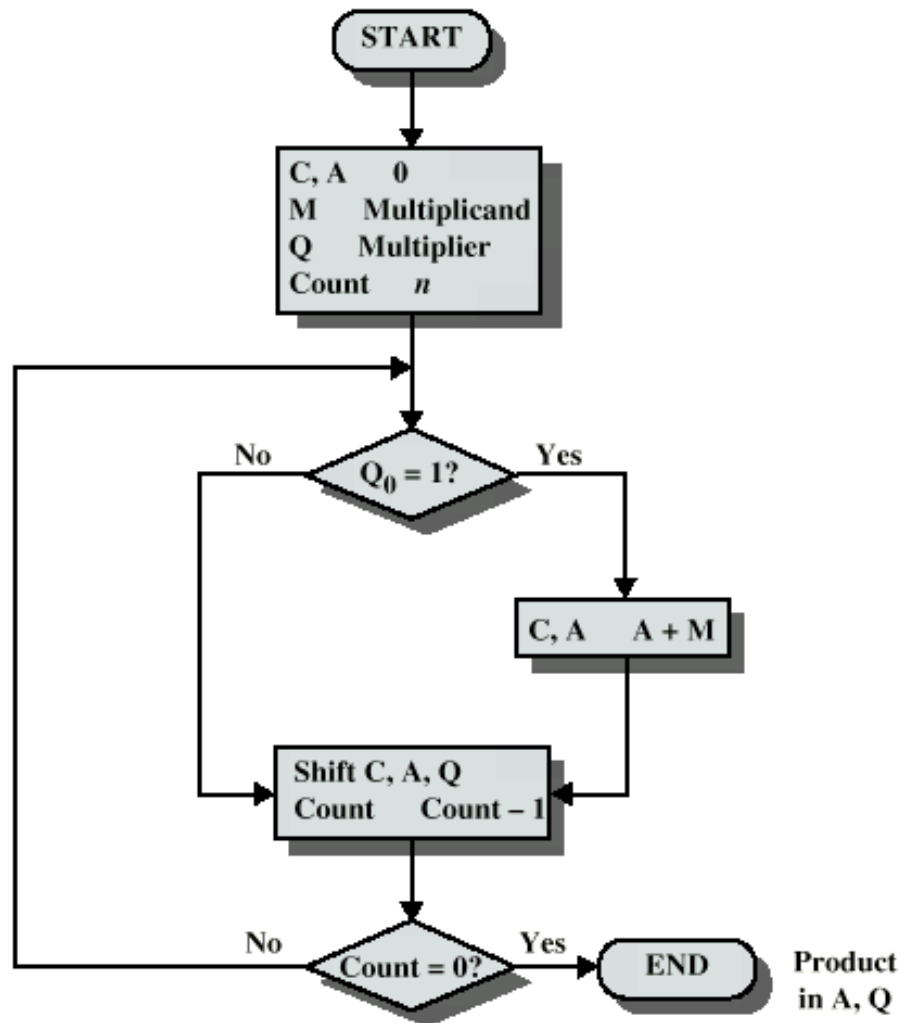 START
C, A 0
M Multiplicand
Q Multiplier
Count n
No
Q0 = 1?
Yes
C, A A + M
Shift C, A, Q
Count Count – 1
No
Count = 0?
Yes
END
Product
in A, Q